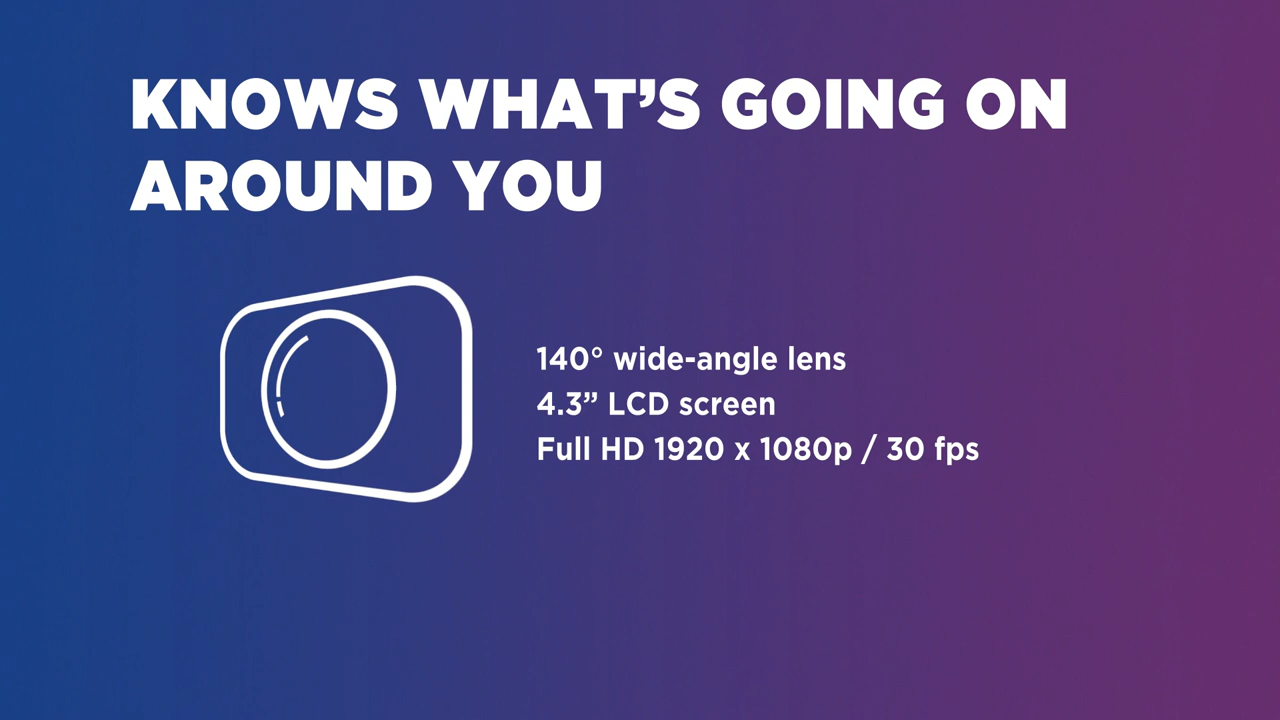 KNOWS WHAT’S GOING ON
AROUND YOU
140° wide-angle lens
4.3” LCD screen
Full HD 1920 x 1080p / 30 fps